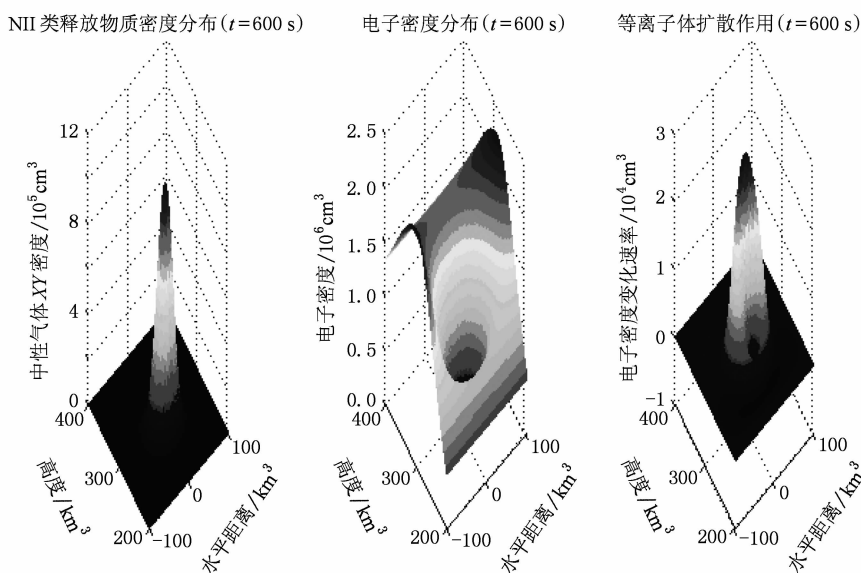 NII 类释放物质密度分布(t=600 s)
12
8
4
0
中性气体XY密度/10⁵cm³
400
300
200
高度/km³
-100
0
100
水平距离/km³
电子密度分布(t=600 s)
2.5
2.0
1.5
1.0
0.5
0.0
电子密度/10⁶cm³
400
300
200
高度/km³
-100
0
100
水平距离/km³
等离子体扩散作用(t=600 s)
3
2
1
0
-1
电子密度变化速率/10⁴cm³
400
300
200
高度/km³
-100
0
100
水平距离/km³